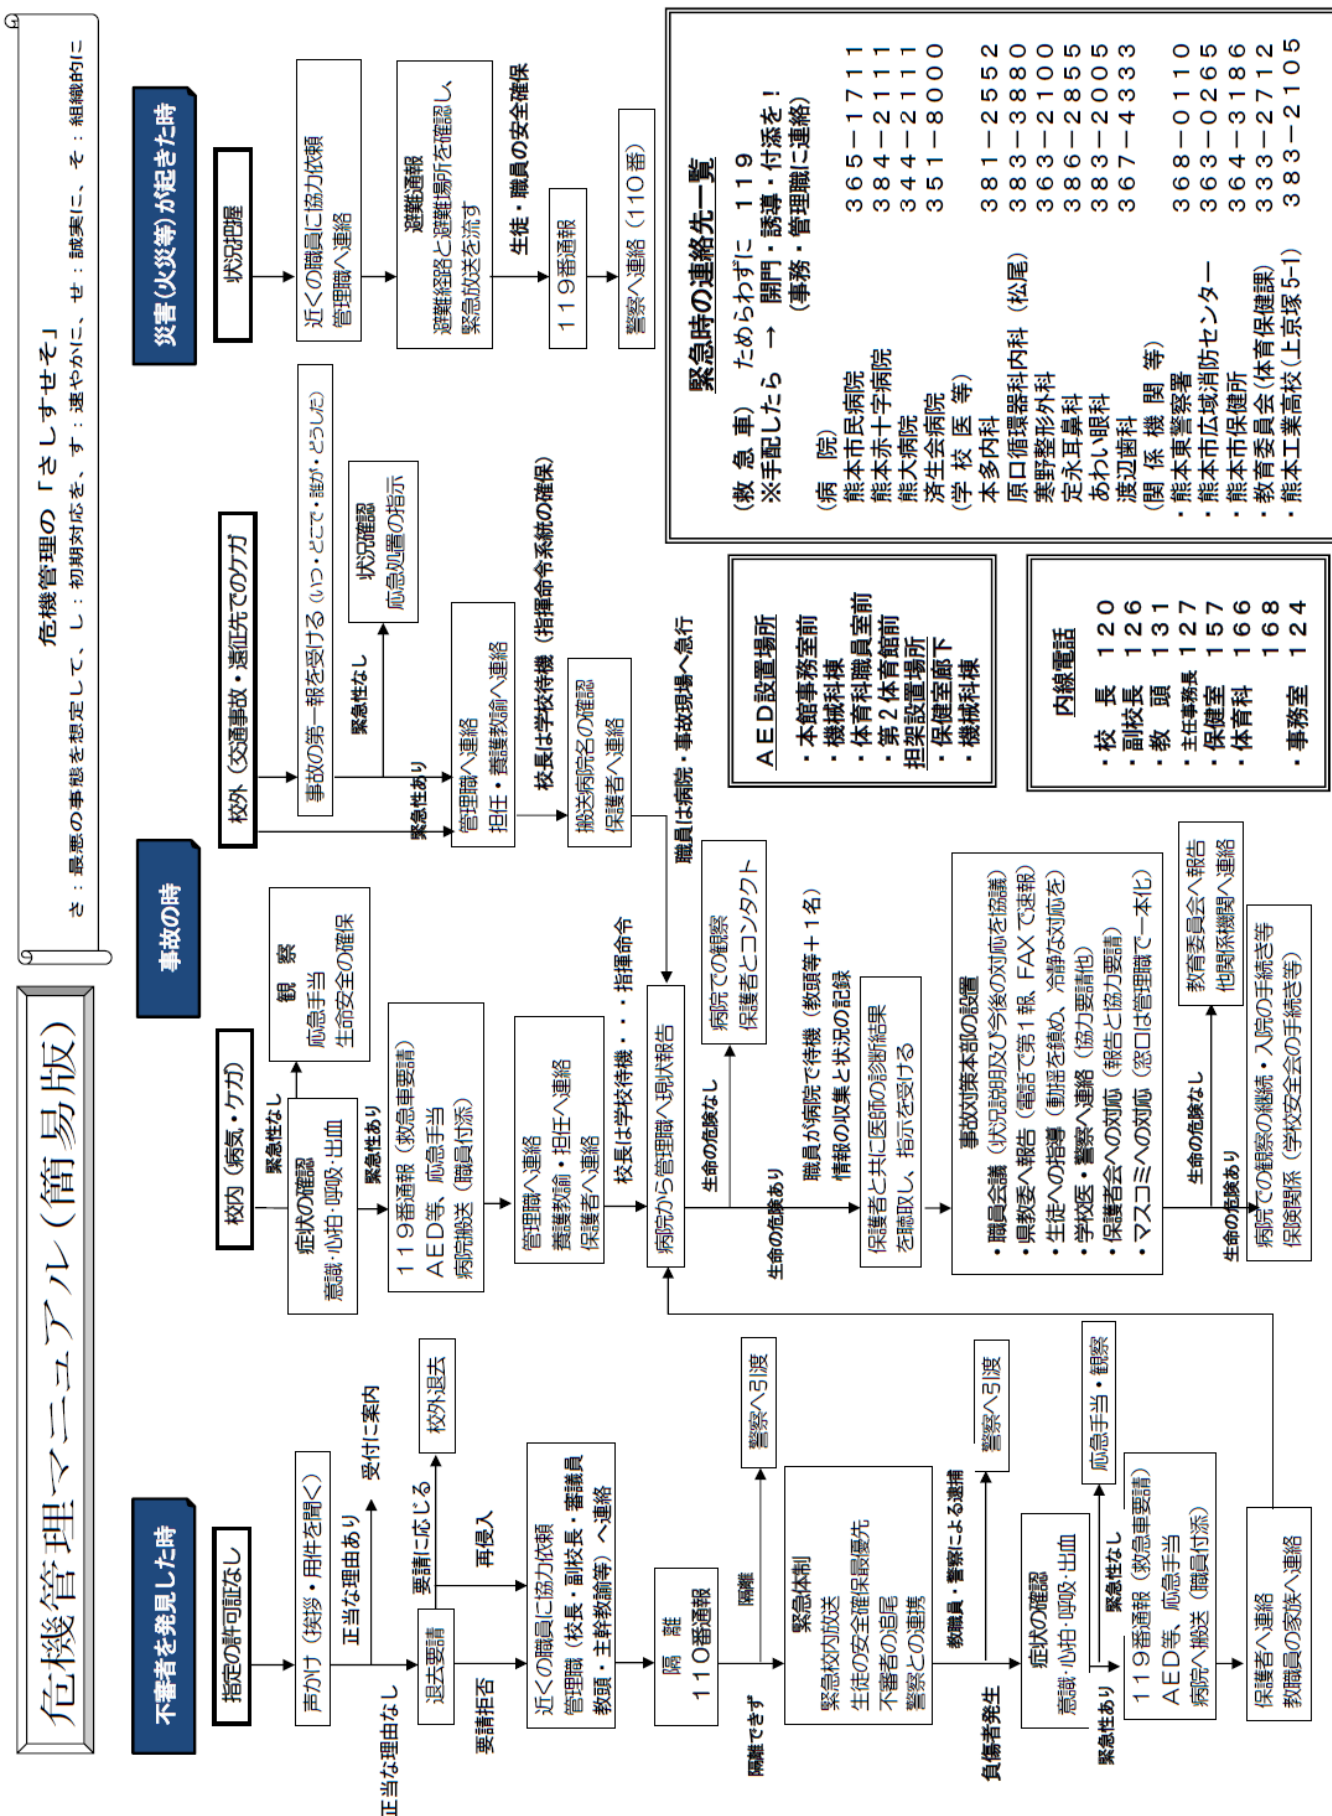 危機管理マニュアル(簡易版)
危機管理の「さしすせそ」
さ:最悪の事態を想定して、し:初期対応を、す:速やかに、せ:誠実に、そ:組織的に
不審者を発見した時
指定の許可証なし
声かけ(挨拶・用件を聞く)
正当な理由あり
受付に案内
正当な理由なし
退去要請
要請に応じる
校外退去
再侵入
要請拒否
近くの職員に協力依頼
管理職(校長・副校長・審議員
教頭・主幹教諭等)へ連絡
隔 離
110番通報
隔離
警察へ引渡
隔離できず
緊急体制
緊急校内放送
生徒の安全確保最優先
不審者の追尾
警察との連携
教職員・警察による逮捕
警察へ引渡
負傷者発生
症状の確認
意識・心拍・呼吸・出血
緊急性なし
応急手当・観察
緊急性あり
119番通報(救急車要請)
AED等、応急手当
病院へ搬送(職員付添)
保護者へ連絡
教職員の家族へ連絡
事故の時
校内(病気・ケガ)
緊急性なし
観 察
応急手当
生命安全の確保
症状の確認
意識・心拍・呼吸・出血
緊急性あり
119番通報(救急車要請)
AED等、応急手当
病院搬送(職員付添)
管理職へ連絡
養護教諭・担任へ連絡
保護者へ連絡
校長は学校待機・・・指揮命令
病院から管理職へ現状報告
生命の危険なし
病院での観察
保護者とコンタクト
生命の危険あり
職員が病院で待機(教頭等+1名)
情報の収集と状況の記録
保護者と共に医師の診断結果
を聴取し、指示を受ける
事故対策本部の設置
・職員会議(状況説明及び今後の対応を協議)
・県教委へ報告(電話で第1報、FAXで速報)
・生徒への指導(動揺を鎮め、冷静な対応を)
・学校医・警察へ連絡(協力要請他)
・保護者会への対応(報告と協力要請)
・マスコミへの対応(窓口は管理職で一本化)
生命の危険なし
教育委員会へ報告
他関係機関へ連絡
生命の危険あり
病院での観察の継続・入院の手続き等
保険関係(学校安全会の手続き等)
校外(交通事故・遠征先でのケガ)
事故の第一報を受ける(いつ・どこで・誰が・どうした)
緊急性なし
状況確認
応急処置の指示
緊急性あり
管理職へ連絡
担任・養護教諭へ連絡
校長は学校待機(指揮命令系統の確保)
搬送病院名の確認
保護者へ連絡
職員は病院・事故現場へ急行
災害(火災等)が起きた時
状況把握
近くの職員に協力依頼
管理職へ連絡
避難通報
避難経路と避難場所を確認し、
緊急放送を流す
生徒・職員の安全確保
119番通報
警察へ連絡(110番)
AED設置場所
・本館事務室前
・機械科棟
・体育科職員室前
・第2体育館前
担架設置場所
・保健室廊下
・機械科棟
内線電話
・校 長 120
・副校長 126
・教 頭 131
・主任事務長 127
・保健室 157
・体育科 166
168
・事務室 124
緊急時の連絡先一覧
(救急車) ためらわずに 119
※手配したら → 開門・誘導・付添を!
(事務・管理職に連絡)
(病 院)
熊本市民病院 365-1711
熊本赤十字病院 384-2111
熊大病院 344-2111
済生会病院 351-8000
(学校医等)
本多内科 381-2552
原口循環器科内科(松尾) 383-3880
寒野整形外科 363-2100
定永耳鼻科 386-2855
あわい眼科 383-2005
渡辺歯科 367-4333
(関係機関等)
・熊本東警察署 368-0110
・熊本市広域消防センター 363-0265
・熊本市保健所 364-3186
・教育委員会(体育保健課) 333-2712
・熊本工業高校(上京塚5-1) 383-2105